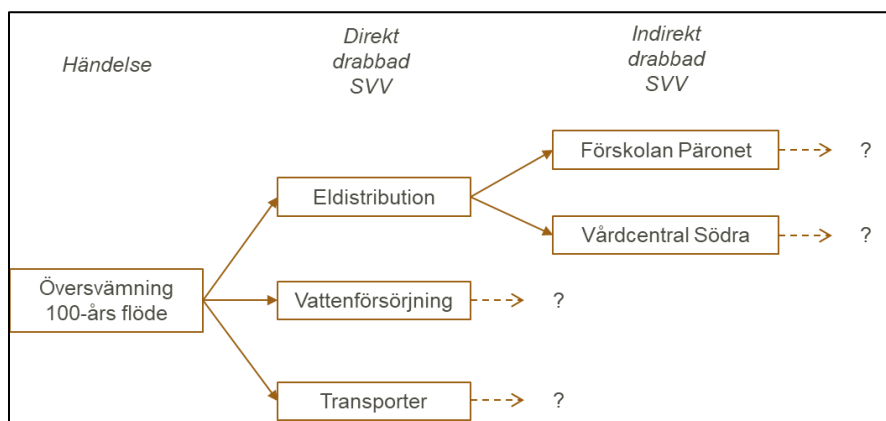 Händelse
Direkt
drabbad
SVV
Indirekt
drabbad
SVV
Översvämning
100-års flöde
Eldistribution
Förskolan Päronet
?
Vårdcentral Södra
?
Vattenförsörjning
?
Transporter
?